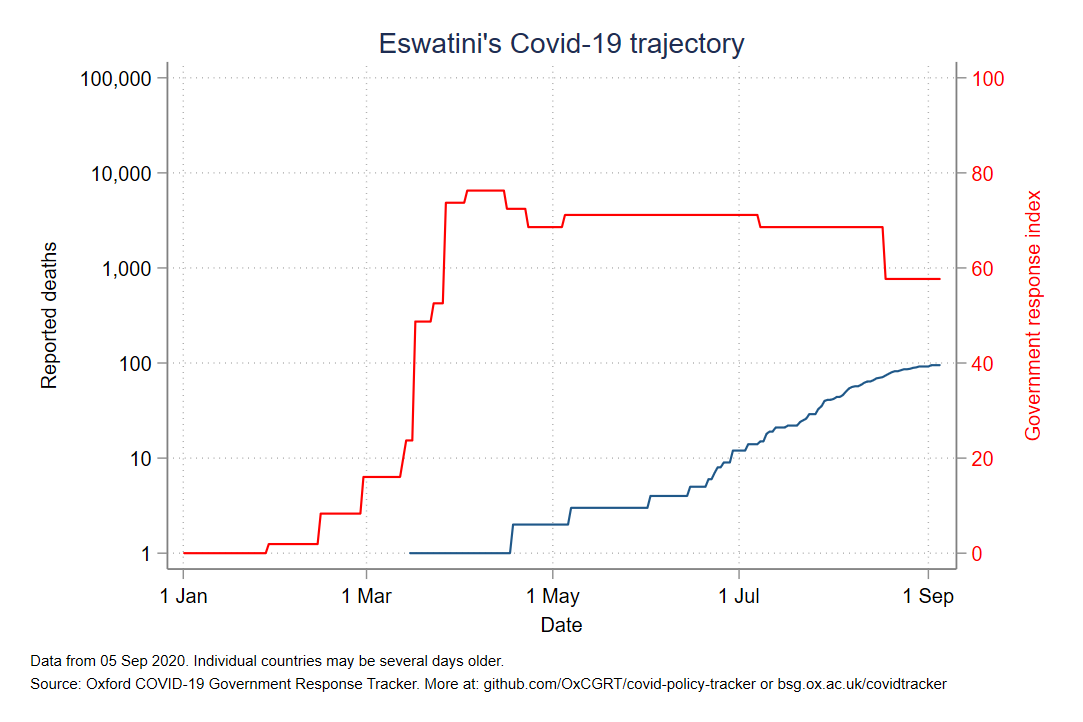 Eswatini's Covid-19 trajectory
100,000
10,000
1,000
100
10
1
Reported deaths
100
80
60
40
20
0
Government response index
1 Jan
1 Mar
1 May
1 Jul
1 Sep
Date
Data from 05 Sep 2020. Individual countries may be several days older.
Source: Oxford COVID-19 Government Response Tracker. More at: github.com/OxCGRT/covid-policy-tracker or bsg.ox.ac.uk/covidtracker